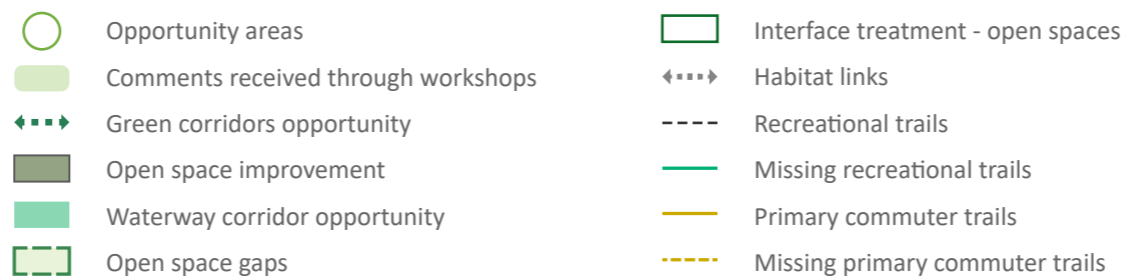 Opportunity areas
Comments received through workshops
Green corridors opportunity
Open space improvement
Waterway corridor opportunity
Open space gaps
Interface treatment - open spaces
Habitat links
Recreational trails
Missing recreational trails
Primary commuter trails
Missing primary commuter trails